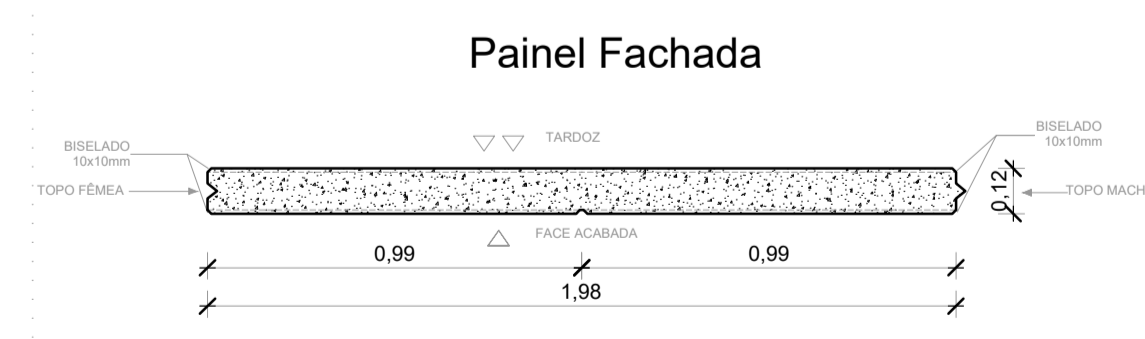 Painel Fachada
BISELADO
10x10mm
TARDOZ
BISELADO
10x10mm
TOPO FÊMEA
0,12
TOPO MACH
FACE ACABADA
0,99
0,99
1,98